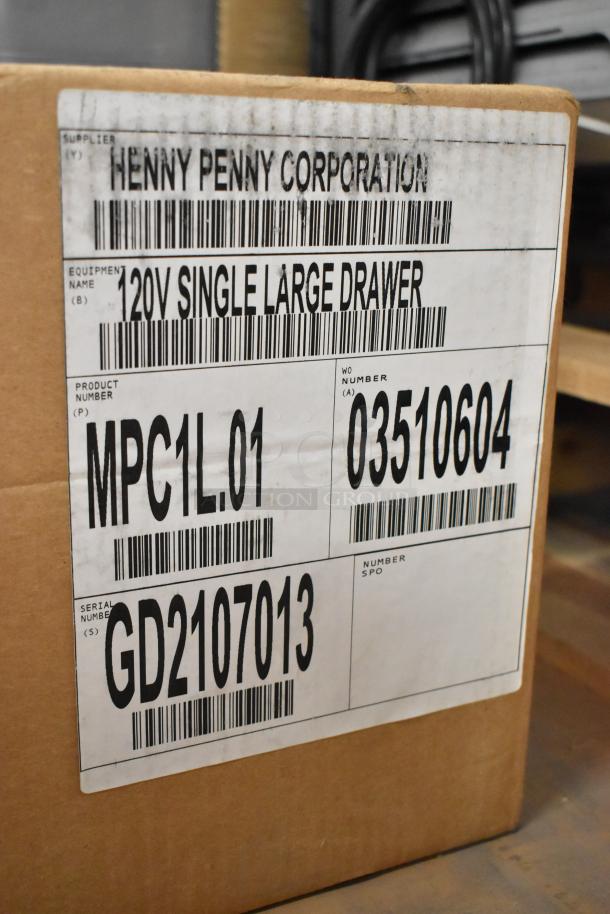 SUPPLIER
(Y)
HENNY PENNY CORPORATION
EQUIPMENT
NAME
(B)
120V SINGLE LARGE DRAWER
PRODUCT
NUMBER
(P)
MPC1L.01
WO
NUMBER
(A)
03510604
SERIAL
NUMBER
(S)
GD2107013
NUMBER
SPO
GROUP